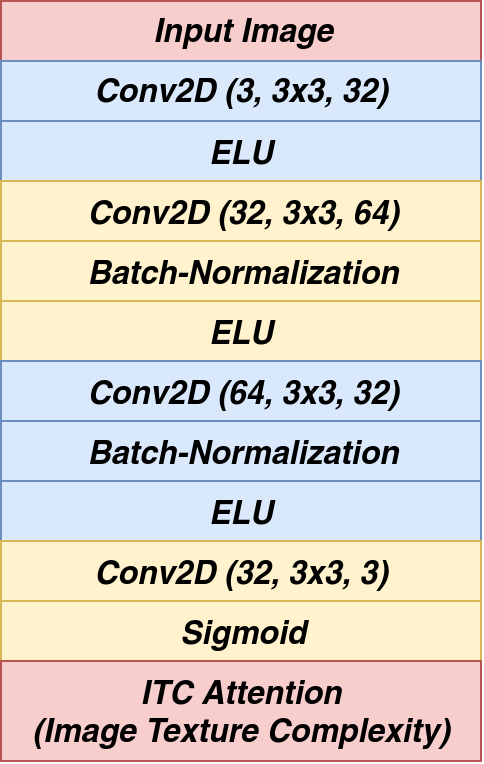 Input Image
Conv2D (3, 3x3, 32)
ELU
Conv2D (32, 3x3, 64)
Batch-Normalization
ELU
Conv2D (64, 3x3, 32)
Batch-Normalization
ELU
Conv2D (32, 3x3, 3)
Sigmoid
ITC Attention
(Image Texture Complexity)